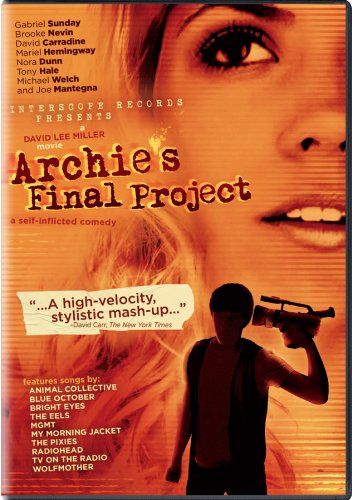 Gabriel Sunday
Brooke Nevin
David Carradine
Mariel Hemingway
Nora Dunn
Tony Hale
Michael Welch
and Joe Mantegna
INTERSCOPE RECORDS
PRESENTS
a
DAVID LEE MILLER
movie
Archie's
Final Project
a self-inflicted comedy
“...A high-velocity,
stylistic mash-up...”
–David Carr, The New York Times
features songs by:
ANIMAL COLLECTIVE
BLUE OCTOBER
BRIGHT EYES
THE EELS
MGMT
MY MORNING JACKET
THE PIXIES
RADIOHEAD
TV ON THE RADIO
WOLFMOTHER